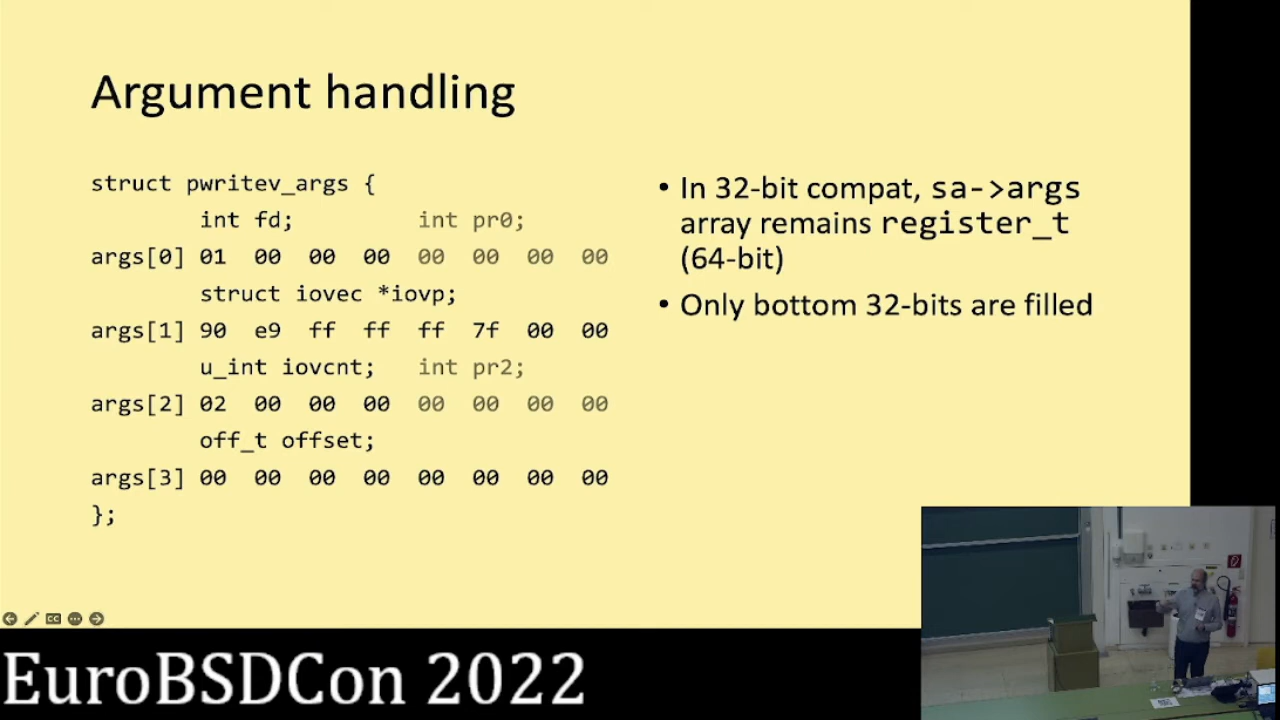 Argument handling
struct pwritev_args {
int fd; int pr0;
args[0] 01 00 00 00 00 00 00 00
struct iovec *iovp;
args[1] 90 e9 ff ff ff 7f 00 00
u_int iovcnt; int pr2;
args[2] 02 00 00 00 00 00 00 00
off_t offset;
args[3] 00 00 00 00 00 00 00 00
};
• In 32-bit compat, sa->args
array remains register_t
(64-bit)
• Only bottom 32-bits are filled
CC
EuroBSDCon 2022